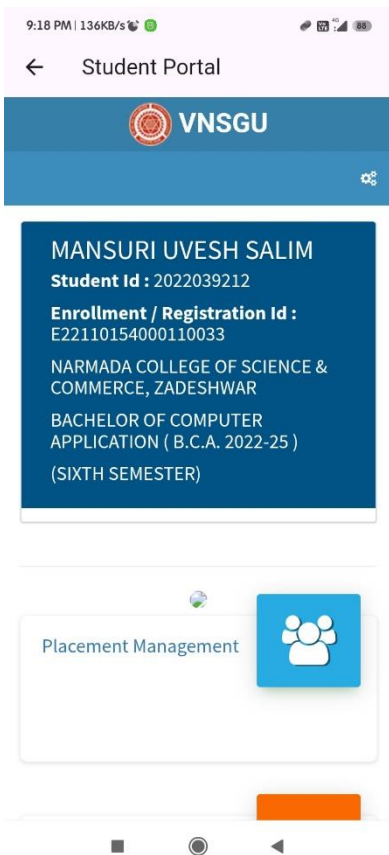 9:18 PM | 136KB/s
4G
88
Student Portal
VNSGU
MANSURI UVESH SALIM
Student Id : 2022039212
Enrollment / Registration Id :
E22110154000110033
NARMADA COLLEGE OF SCIENCE &
COMMERCE, ZADESHWAR
BACHELOR OF COMPUTER
APPLICATION ( B.C.A. 2022-25 )
(SIXTH SEMESTER)
Placement Management